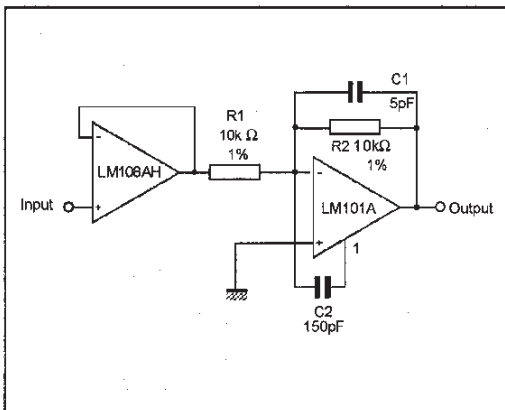 C1
5pF
R1
10k Ω
1%
R2 10kΩ
1%
-
-
LM108AH
LM101A
Input
+
+
Output
1
C2
150pF